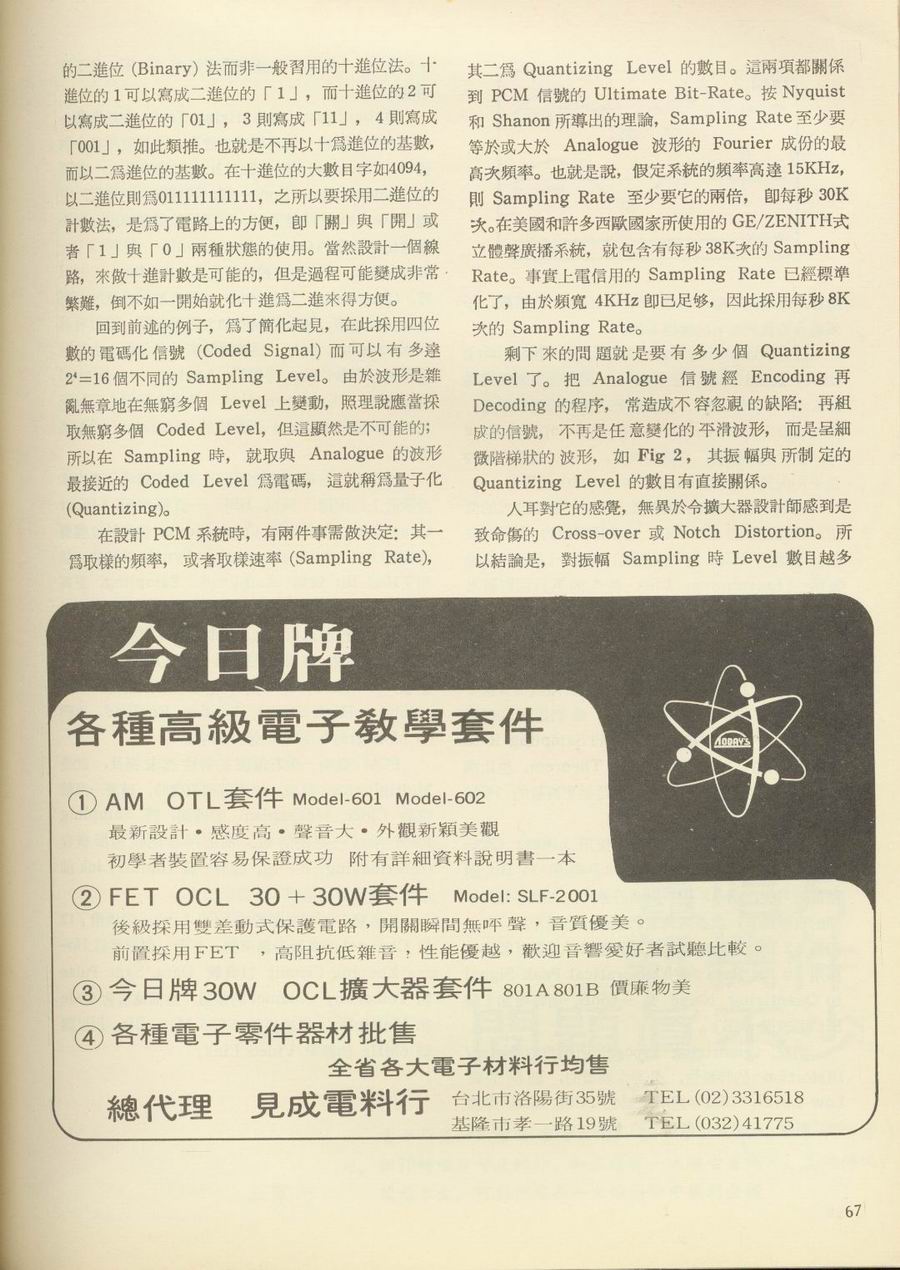 的二進位 (Binary) 法而非一般習用的十進位法。十
進位的1可以寫成二進位的「1」，而十進位的2可
以寫成二進位的「01」，3則寫成「11」，4則寫成
「001」，如此類推。也就是不再以十爲進位的基數，
而以二爲進位的基數。在十進位的大數目字如4094，
以二進位則爲011111111111，之所以要採用二進位的
計數法，是爲了電路上的方便，卽「關」與「開」或
者「1」與「0」兩種狀態的使用。當然設計一個線
路，來做十進計數是可能的，但是過程可能變成非常
繁難，倒不如一開始就化十進爲二進來得方便。
回到前述的例子，爲了簡化起見，在此採用四位
數的電碼化信號 (Coded Signal) 而可以有多達
2⁴=16個不同的 Sampling Level。由於波形是雜
亂無章地在無窮多個 Level 上變動，照理說應當採
取無窮多個 Coded Level，但這顯然是不可能的；
所以在 Sampling 時，就取與 Analogue 的波形
最接近的 Coded Level 爲電碼，這就稱爲量子化
(Quantizing)。
在設計 PCM 系統時，有兩件事需做決定：其一
爲取樣的頻率，或者取樣速率 (Sampling Rate)，
其二爲 Quantizing Level 的數目。這兩項都關係
到 PCM 信號的 Ultimate Bit-Rate。按 Nyquist
和 Shanon 所導出的理論，Sampling Rate 至少要
等於或大於 Analogue 波形的 Fourier 成份的最
高次頻率。也就是說，假定系統的頻率高達 15KHz，
則 Sampling Rate 至少要它的兩倍，卽每秒 30K
次。在美國和許多西歐國家所使用的 GE/ZENITH式
立體聲廣播系統，就包含有每秒38K次的 Sampling
Rate。事實上電信用的 Sampling Rate 已經標準
化了，由於頻寬 4KHz 卽已足够，因此採用每秒8K
次的 Sampling Rate。
剩下來的問題就是要有多少個 Quantizing
Level 了。把 Analogue 信號經 Encoding 再
Decoding 的程序，常造成不容忽視的缺陷：再組
成的信號，不再是任意變化的平滑波形，而是呈細
微階梯狀的波形，如 Fig 2，其振幅與所制定的
Quantizing Level 的數目有直接關係。
人耳對它的感覺，無異於令擴大器設計師感到是
致命傷的 Cross-over 或 Notch Distortion。所
以結論是，對振幅 Sampling 時 Level 數目越多
今日牌
TODAY'S
各種高級電子敎學套件
① AM OTL套件 Model-601 Model-602
最新設計•感度高•聲音大•外觀新穎美觀
初學者裝置容易保證成功 附有詳細資料說明書一本
② FET OCL 30＋30W套件 Model: SLF-2001
後級採用雙差動式保護電路，開關瞬間無呯聲，音質優美。
前置採用FET ，高阻抗低雜音，性能優越，歡迎音響愛好者試聽比較。
③ 今日牌30W OCL擴大器套件 801A 801B 價廉物美
④ 各種電子零件器材批售
全省各大電子材料行均售
總代理 見成電料行 台北市洛陽街35號 TEL (02)3316518
基隆市孝一路19號 TEL (032)41775
67